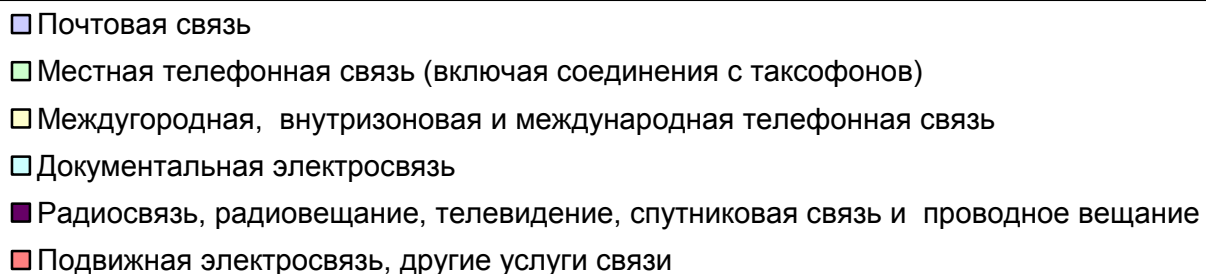 Почтовая связь
Местная телефонная связь (включая соединения с таксофонов)
Междугородная, внутризоновая и международная телефонная связь
Документальная электросвязь
Радиосвязь, радиовещание, телевидение, спутниковая связь и проводное вещание
Подвижная электросвязь, другие услуги связи